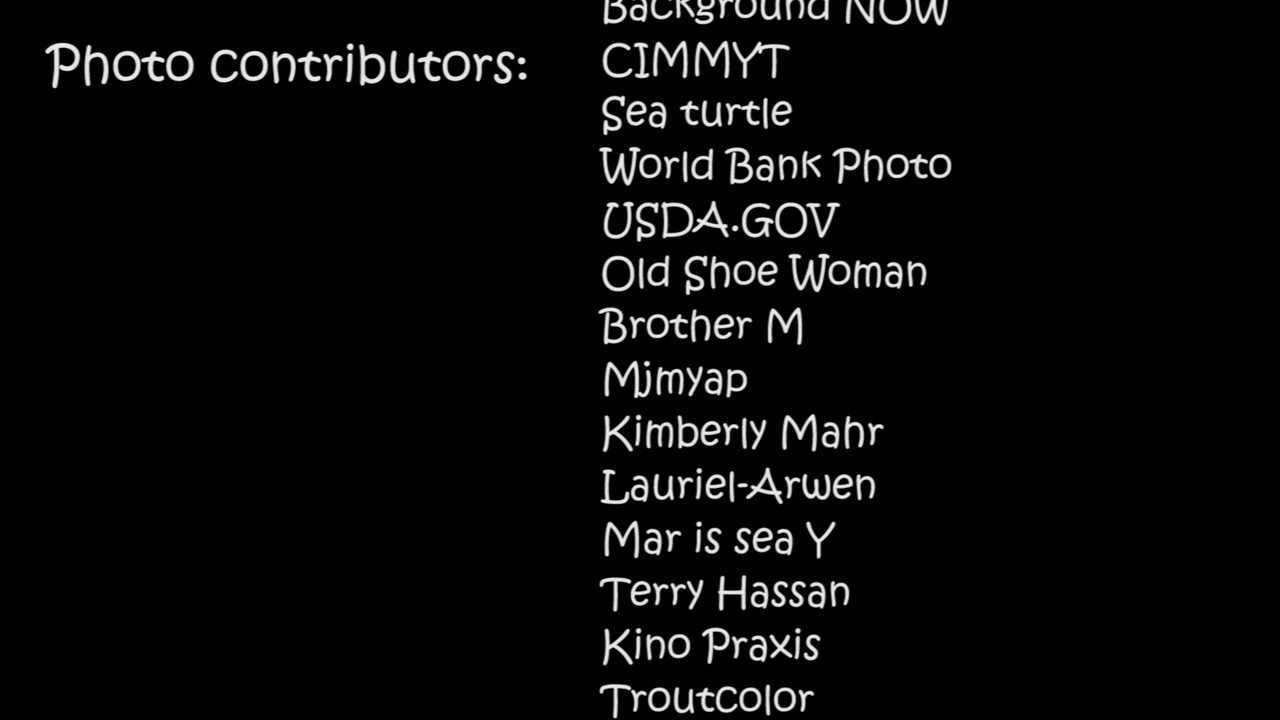 Background NOW
Photo contributors:
CIMMYT
Sea turtle
World Bank Photo
USDA.GOV
Old Shoe Woman
Brother M
Mjmyap
Kimberly Mahr
Lauriel-Arwen
Mar is sea Y
Terry Hassan
Kino Praxis
Troutcolor